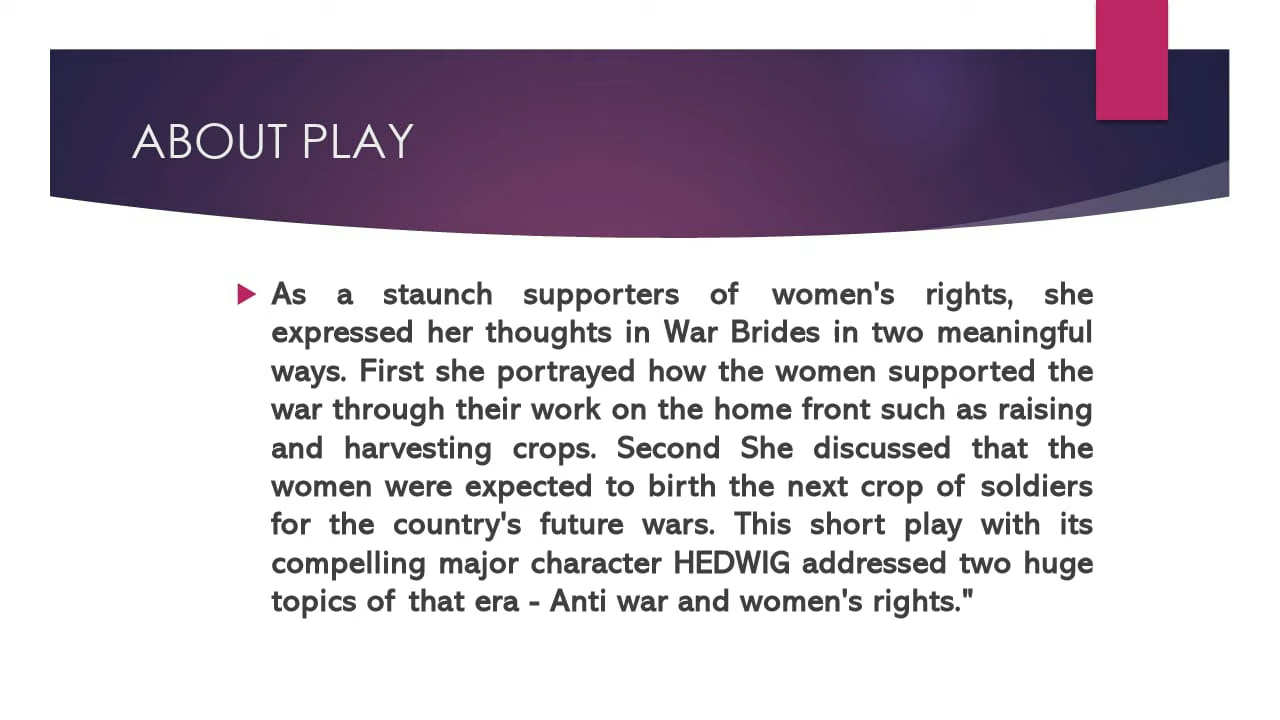 ABOUT PLAY
As a staunch supporters of women's rights, she
expressed her thoughts in War Brides in two meaningful
ways. First she portrayed how the women supported the
war through their work on the home front such as raising
and harvesting crops. Second She discussed that the
women were expected to birth the next crop of soldiers
for the country's future wars. This short play with its
compelling major character HEDWIG addressed two huge
topics of that era - Anti war and women's rights."